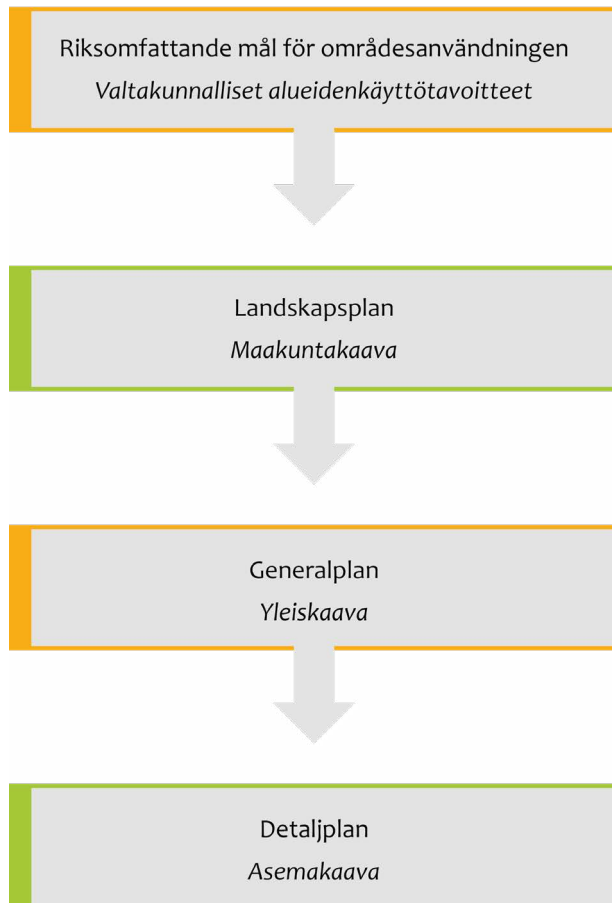 Riksomfattande mål för områdesanvändningen
Valtakunnalliset alueidenkäyttötavoitteet
Landskapsplan
Maakuntakaava
Generalplan
Yleiskaava
Detaljplan
Asemakaava